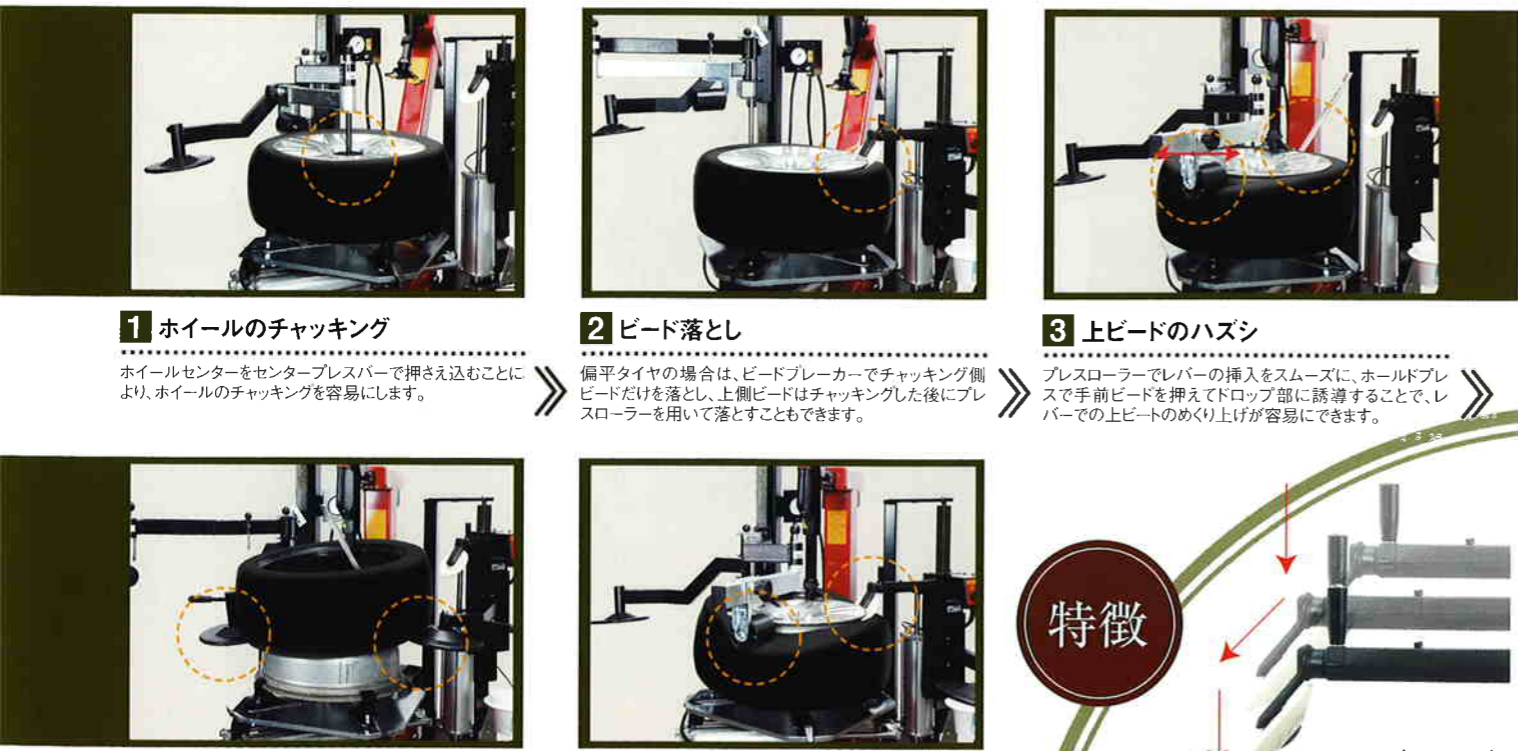 1 ホイールのチャッキング
ホイールセンターをセンタープレスバーで押さえ込むことに
より、ホイールのチャッキングを容易にします。
2 ビード落とし
偏平タイヤの場合は、ビードブレーカーでチャッキング側
ビードだけを落とし、上側ビードはチャッキングした後にプレ
スローラーを用いて落とすこともできます。
3 上ビードのハズシ
プレスローラーでレバーの挿入をスムーズに、ホールドプレ
スで手前ビードを押えてドロップ部に誘導することで、レ
バーでの上ビートのめくり上げが容易にできます。
特徴